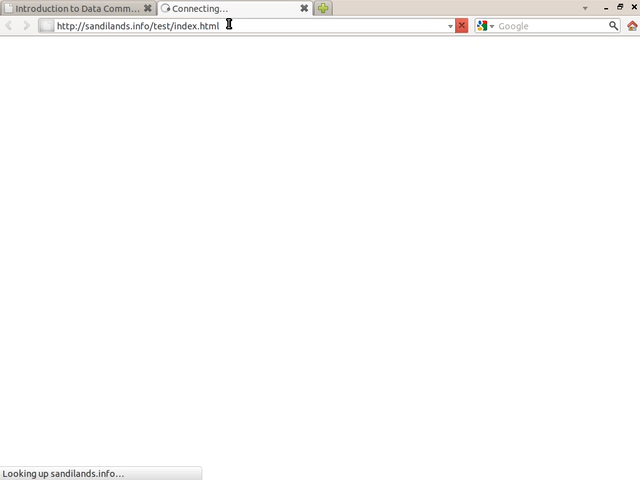 Introduction to Data Comm...
Connecting...
http://sandilands.info/test/index.html
Google
Looking up sandilands.info...